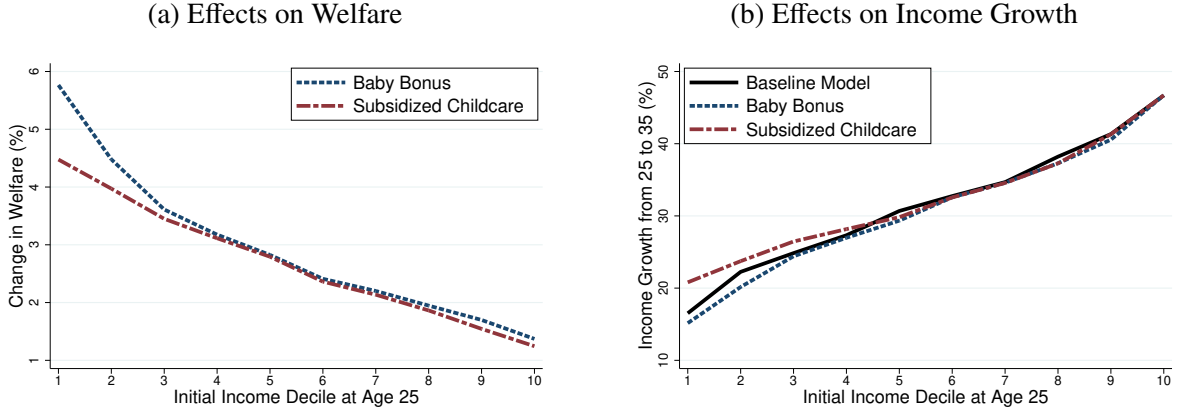 (a) Effects on Welfare
Change in Welfare (%)
6
5
4
3
2
1
Baby Bonus
Subsidized Childcare
1 2 3 4 5 6 7 8 9 10
Initial Income Decile at Age 25
(b) Effects on Income Growth
Income Growth from 25 to 35 (%)
50
40
30
20
10
Baseline Model
Baby Bonus
Subsidized Childcare
1 2 3 4 5 6 7 8 9 10
Initial Income Decile at Age 25